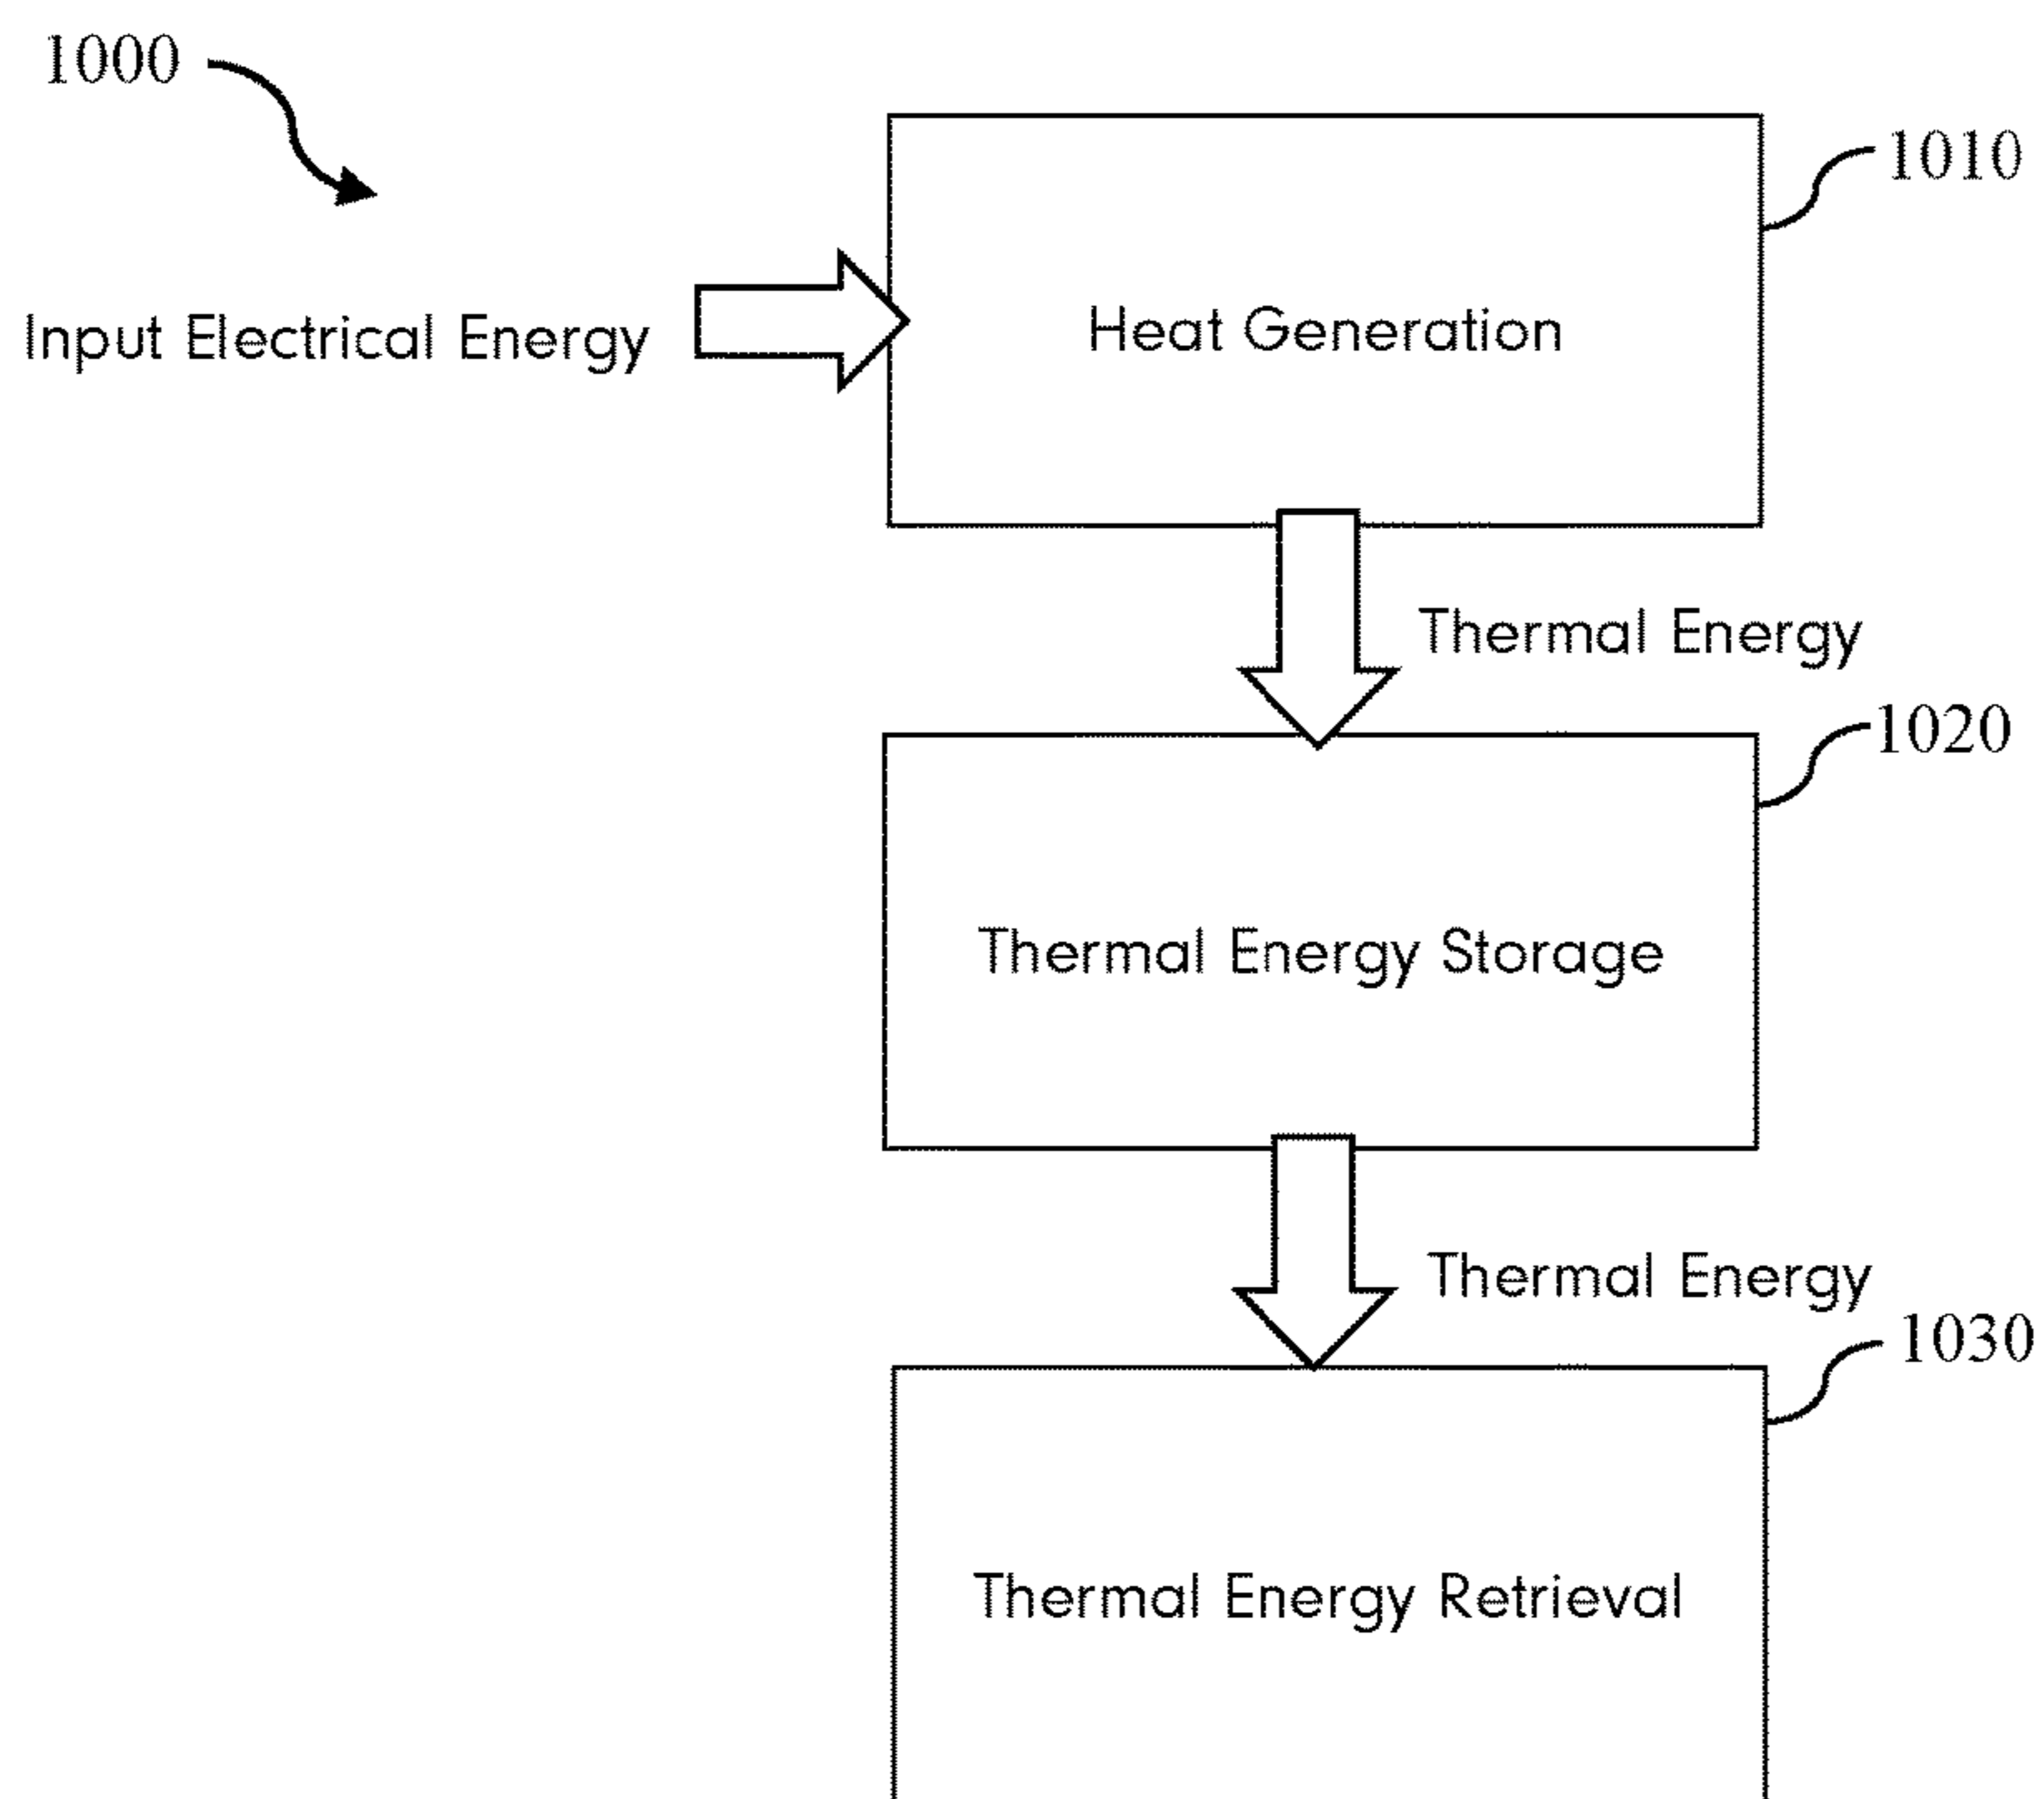 1000
1010
Input Electrical Energy
Heat Generation
Thermal Energy
1020
Thermal Energy Storage
Thermal Energy
1030
Thermal Energy Retrieval